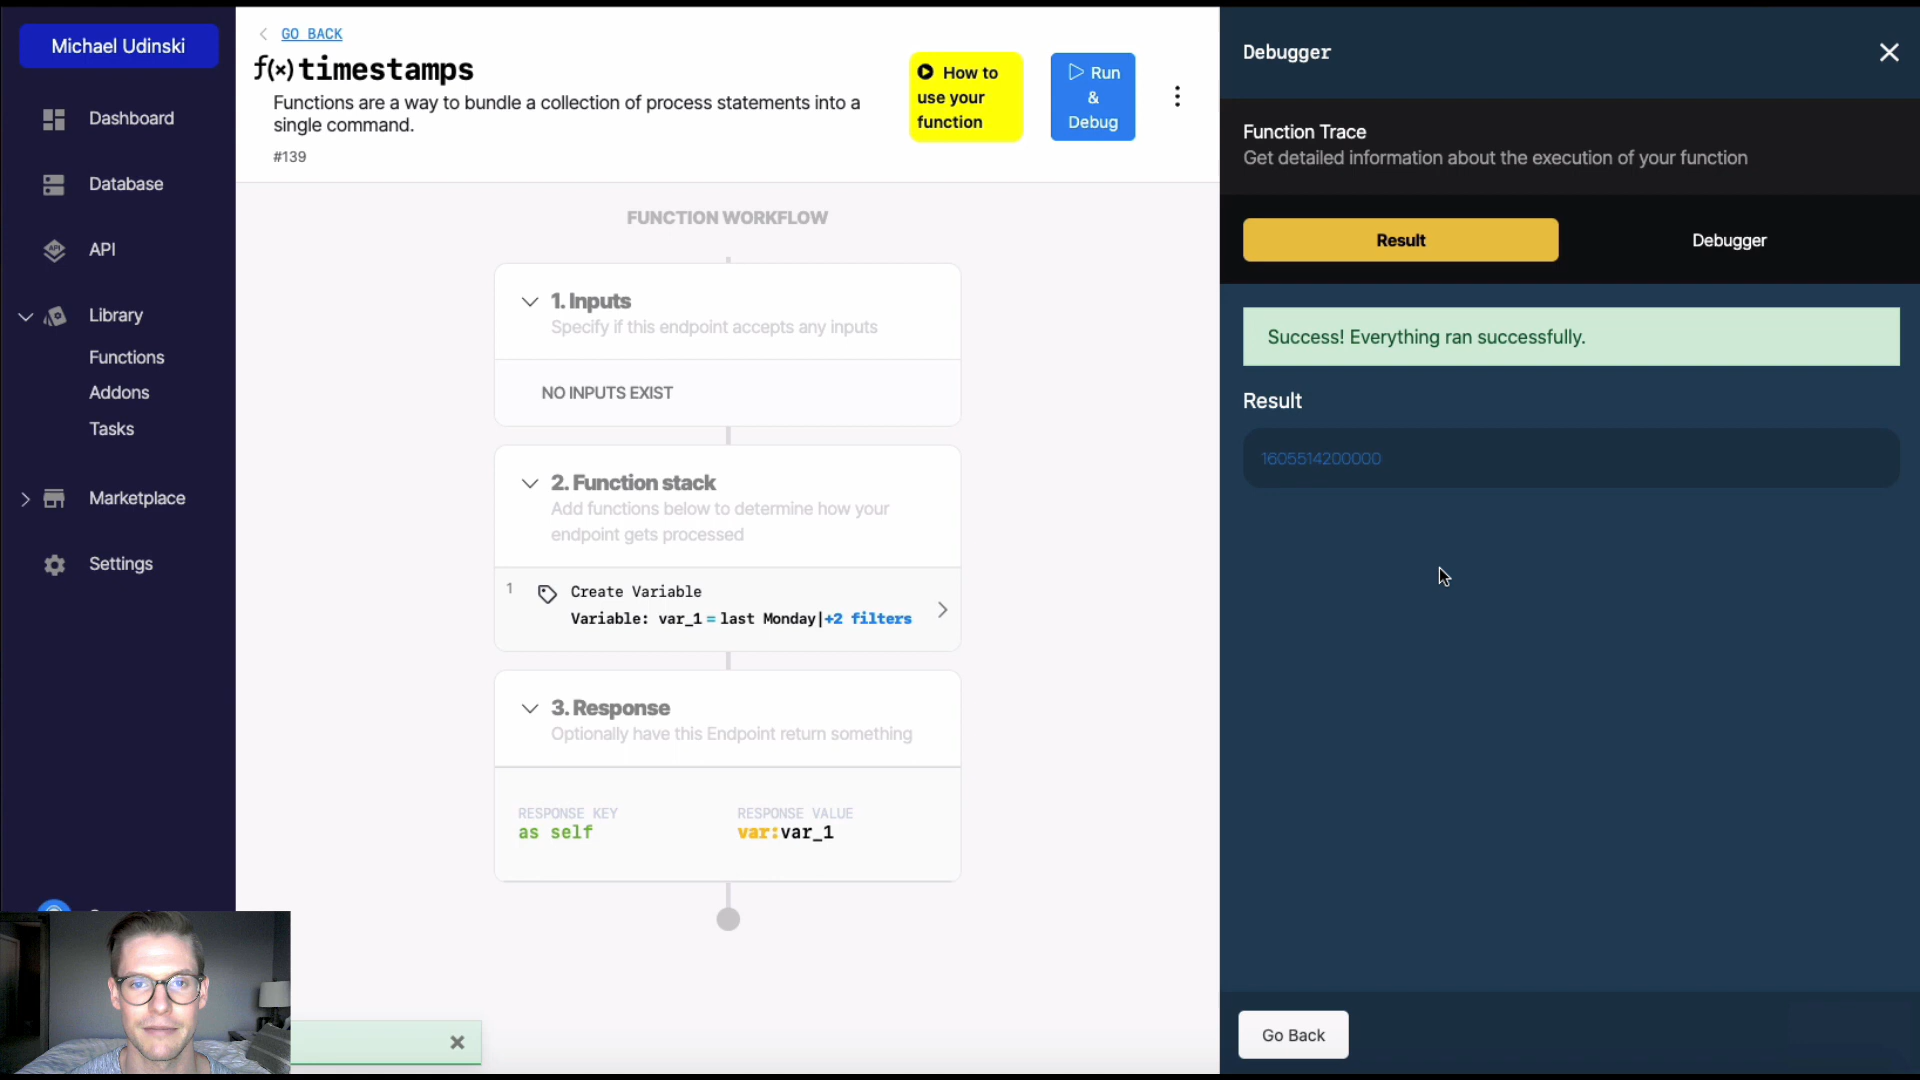 Michael Udinski
Dashboard
Database
API
Library
Functions
Addons
Tasks
Marketplace
Settings
GO BACK
f(x) timestamps
Functions are a way to bundle a collection of process statements into a
single command.
#139
How to
use your
function
Run
&
Debug
FUNCTION WORKFLOW
1. Inputs
Specify if this endpoint accepts any inputs
NO INPUTS EXIST
2. Function stack
Add functions below to determine how your
endpoint gets processed
1
Create Variable
Variable: var_1 = last Monday|+2 filters
3. Response
Optionally have this Endpoint return something
RESPONSE KEY
as self
RESPONSE VALUE
var:var_1
Debugger
Function Trace
Get detailed information about the execution of your function
Result
Debugger
Success! Everything ran successfully.
Result
1605514200000
Go Back